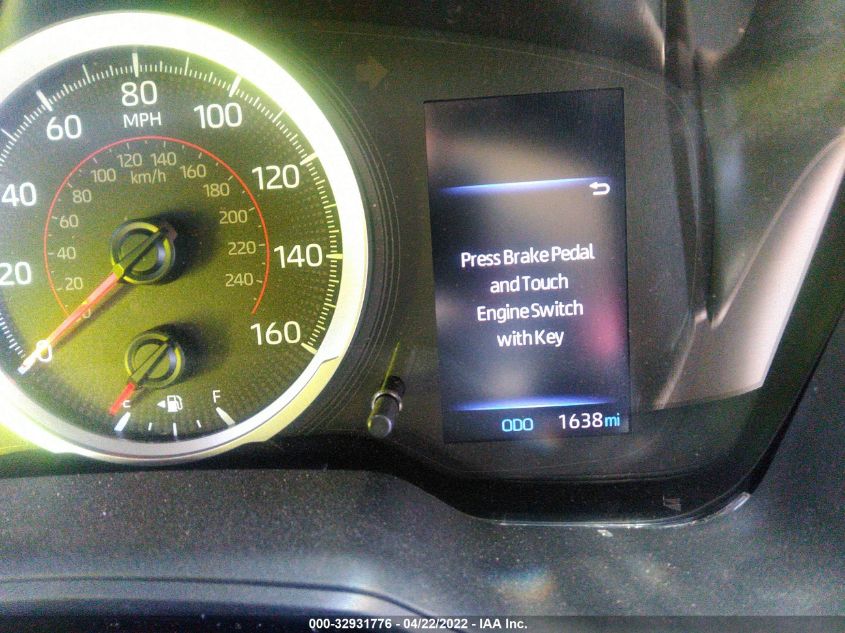 80
MPH
60
100
40
120
20
140
0
160
120 140
100 km/h 160
80 180
60 200
40 220
20 240
0
F
Press Brake Pedal
and Touch
Engine Switch
with Key
ODO 1638 mi
000-32931776 - 04/22/2022 - IAA Inc.